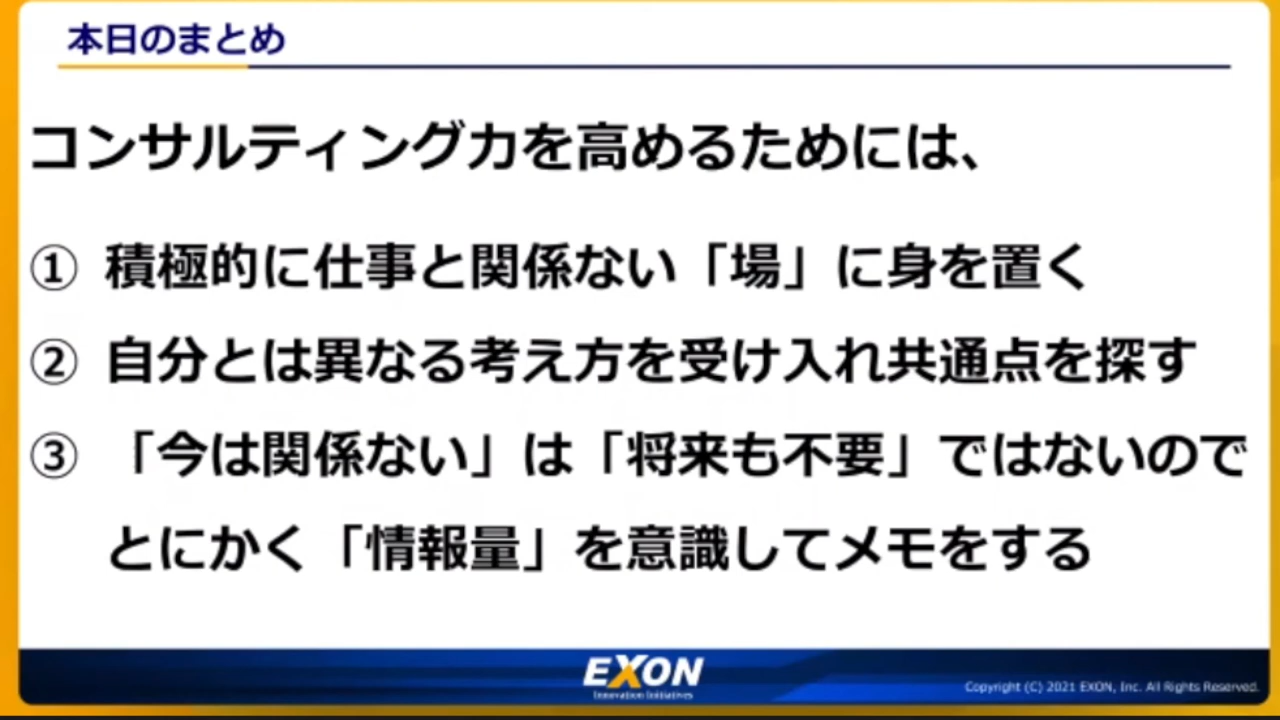 本日のまとめ
コンサルティング力を高めるためには、
① 積極的に仕事と関係ない「場」に身を置く
② 自分とは異なる考え方を受け入れ共通点を探す
③ 「今は関係ない」は「将来も不要」ではないので
とにかく「情報量」を意識してメモをする
EXON
Innovation Initiatives
Copyright (C) 2021 EXON, Inc. All Rights Reserved.